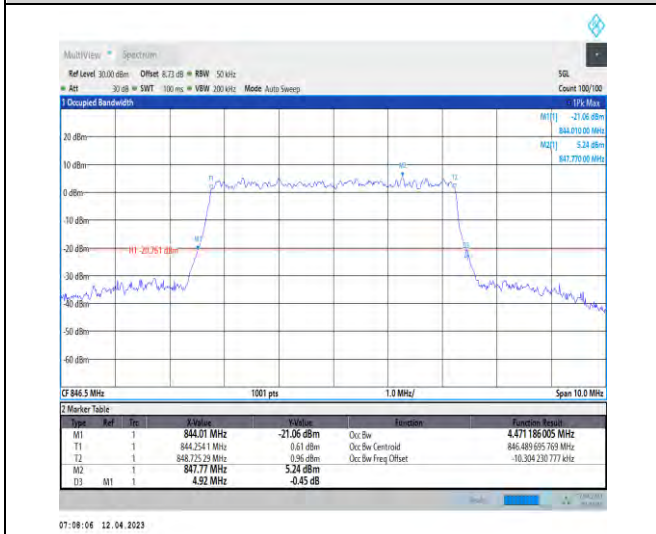 MultiView Spectrum
Ref Level 30.00 dBm Offset 8.73 dB RBW 50 kHz SGL
Att 30 dB SWT 100 ms VBW 200 kHz Mode Auto Sweep Count 100/100
1 Occupied Bandwidth 1Pk Max
M1[1] -21.06 dBm
844.010 00 MHz
20 dBm
M2[1] 5.24 dBm
847.770 00 MHz
10 dBm
T1 M2 T2
0 dBm
-10 dBm
M1
-20 dBm H1 -20.761 dBm
-30 dBm
-40 dBm
-50 dBm
-60 dBm
CF 846.5 MHz 1001 pts 1.0 MHz/ Span 10.0 MHz
2 Marker Table
Type Ref Trc X-Value Y-Value Function Function Result
M1 1 844.01 MHz -21.06 dBm Occ Bw 4.471 186 005 MHz
T1 1 844.254 1 MHz 0.61 dBm Occ Bw Centroid 846.489 695 769 MHz
T2 1 848.725 29 MHz 0.96 dBm Occ Bw Freq Offset -10.304 230 777 kHz
M2 1 847.77 MHz 5.24 dBm
D3 M1 1 4.92 MHz -0.45 dB
07:08:06 12.04.2023